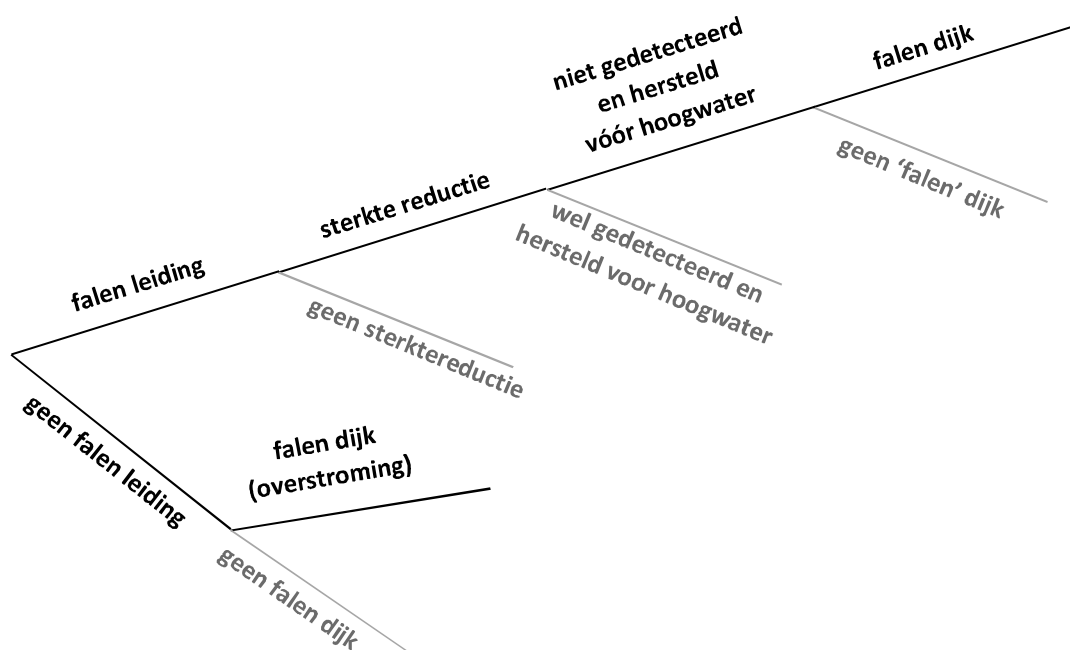 niet gedetecteerd
en hersteld
vóór hoogwater
falen dijk
geen ‘falen’ dijk
sterkte reductie
wel gedetecteerd en
hersteld voor hoogwater
falen leiding
geen sterktereductie
geen falen leiding
falen dijk
(overstroming)
geen falen dijk